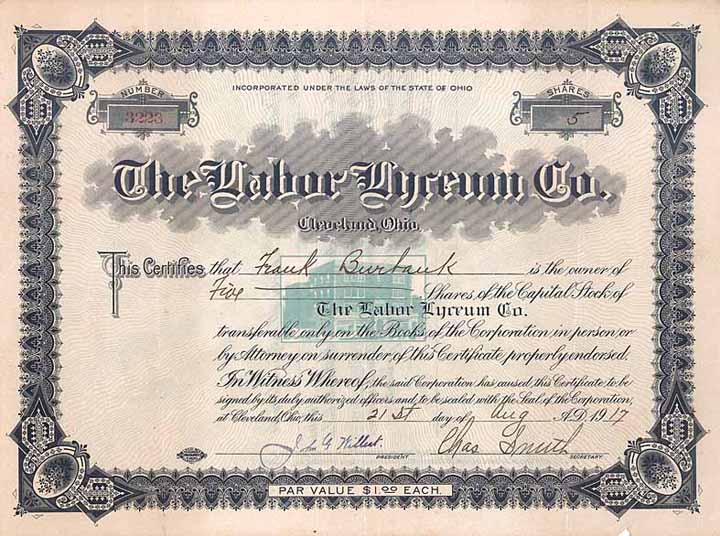 INCORPORATED UNDER THE LAWS OF THE STATE OF OHIO
NUMBER
3223
SHARES
5
The Labor Lyceum Co.
Cleveland, Ohio.
This Certifies that Frank Burbank is the owner of
Five Shares of the Capital Stock of
The Labor Lyceum Co.
transferable only on the Books of the Corporation in person or
by Attorney on surrender of this Certificate properly endorsed.
In Witness Whereof, the said Corporation has caused this Certificate to be
signed by its duly authorized officers and to be sealed with the Seal of the Corporation,
at Cleveland, Ohio, this 21st day of Aug A.D. 1917
John G. Willert PRESIDENT. Chas Smith SECRETARY.
PAR VALUE $1.00 EACH.